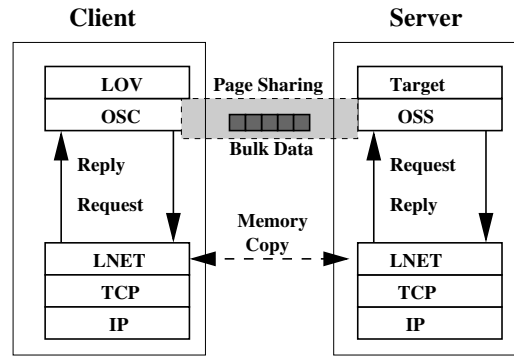 Client
Server
LOV
Page Sharing
Target
OSC
OSS
Bulk Data
Reply
Request
Request
Reply
Memory
Copy
LNET
LNET
TCP
TCP
IP
IP